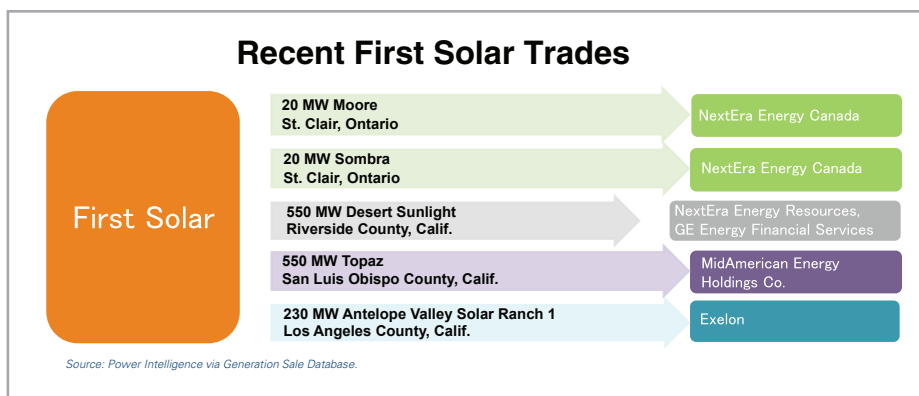 Recent First Solar Trades
First Solar
20 MW Moore
St. Clair, Ontario
NextEra Energy Canada
20 MW Sombra
St. Clair, Ontario
NextEra Energy Canada
550 MW Desert Sunlight
Riverside County, Calif.
NextEra Energy Resources,
GE Energy Financial Services
550 MW Topaz
San Luis Obispo County, Calif.
MidAmerican Energy
Holdings Co.
230 MW Antelope Valley Solar Ranch 1
Los Angeles County, Calif.
Exelon
Source: Power Intelligence via Generation Sale Database.